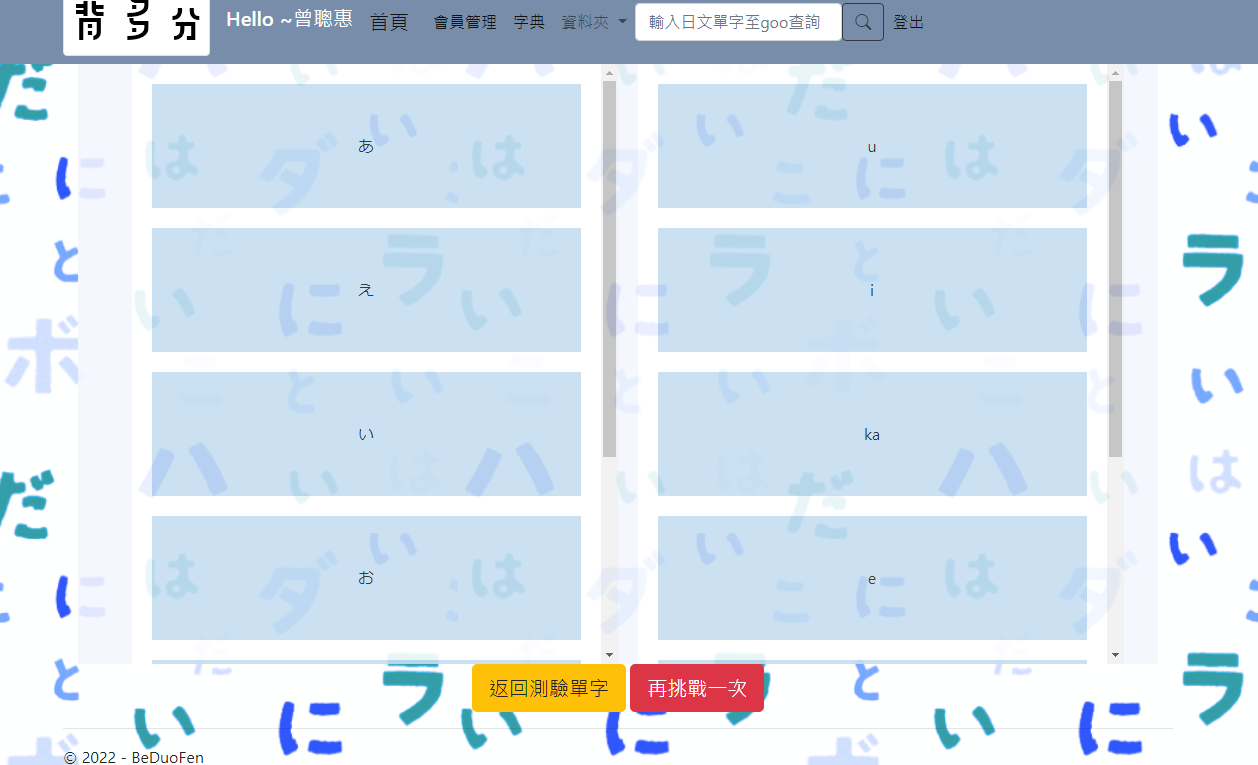 背多分
Hello ~曾聰惠 首頁 會員管理 字典 資料夾 輸入日文單字至goo查詢 登出
あ u
え i
い ka
お e
返回測驗單字 再挑戰一次
© 2022 - BeDuoFen